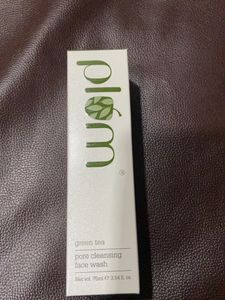 plum
®
green tea
pore cleansing
face wash
Net vol. 75ml ℮ 2.54 fl. oz